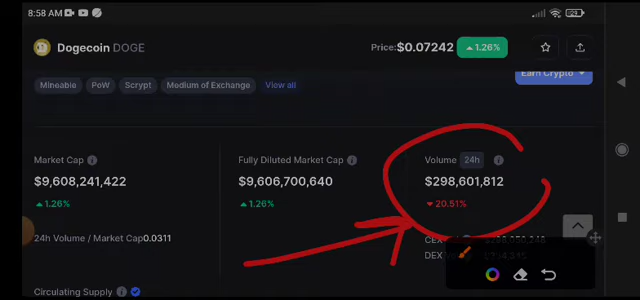 8:58 AM
Dogecoin DOGE
Price:$0.07242 1.26%
Mineable PoW Scrypt Medium of Exchange View all
Earn Crypto
Market Cap Fully Diluted Market Cap Volume 24h
$9,608,241,422 $9,606,700,640 $298,601,812
1.26% 1.26% 20.51%
24h Volume / Market Cap0.0311
CEX
DEX
Circulating Supply